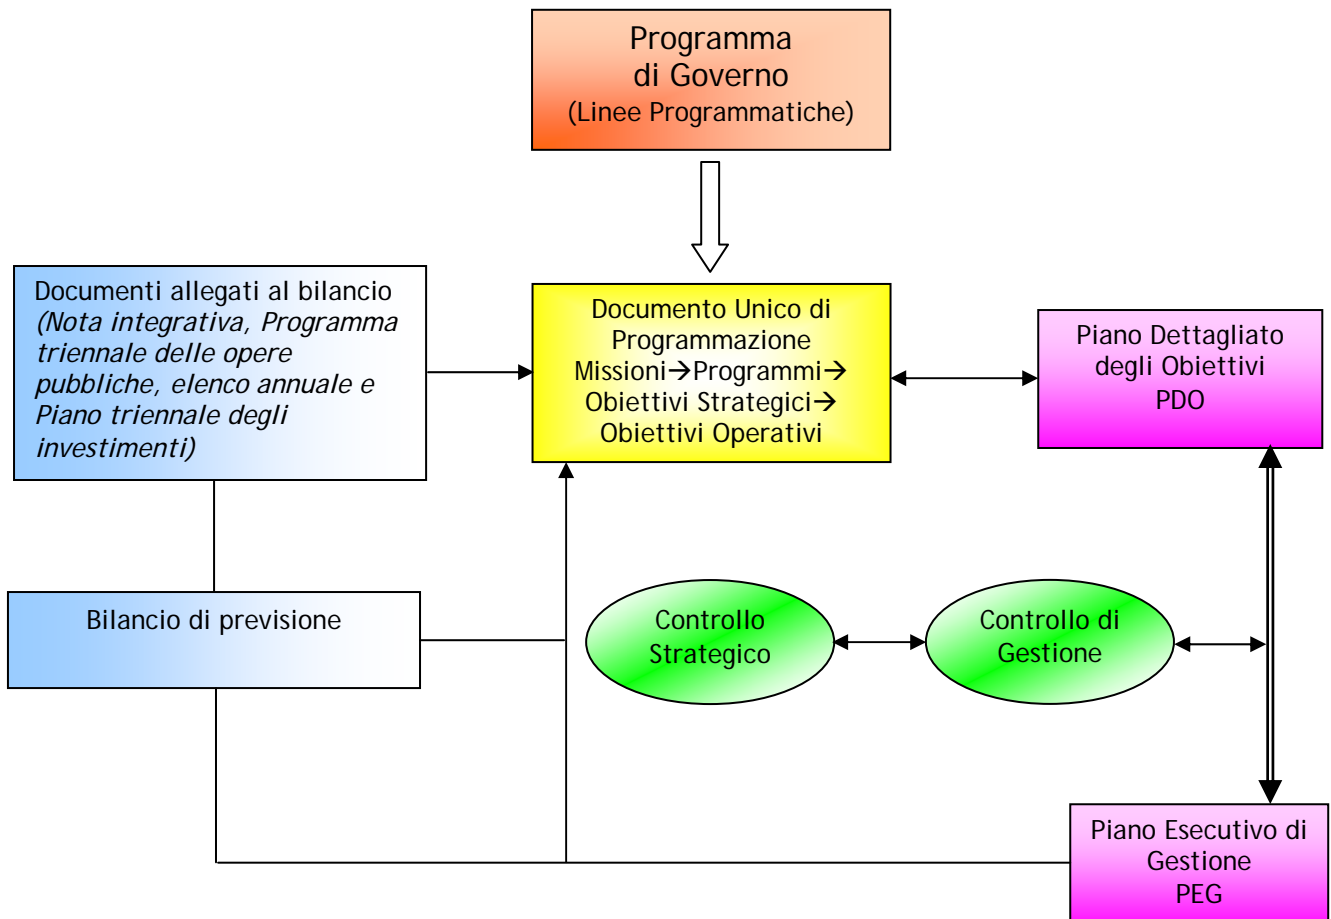 Programma
di Governo
(Linee Programmatiche)
Documenti allegati al bilancio
(Nota integrativa, Programma
triennale delle opere
pubbliche, elenco annuale e
Piano triennale degli
investimenti)
Documento Unico di
Programmazione
Missioni→Programmi→
Obiettivi Strategici→
Obiettivi Operativi
Piano Dettagliato
degli Obiettivi
PDO
Bilancio di previsione
Controllo
Strategico
Controllo di
Gestione
Piano Esecutivo di
Gestione
PEG